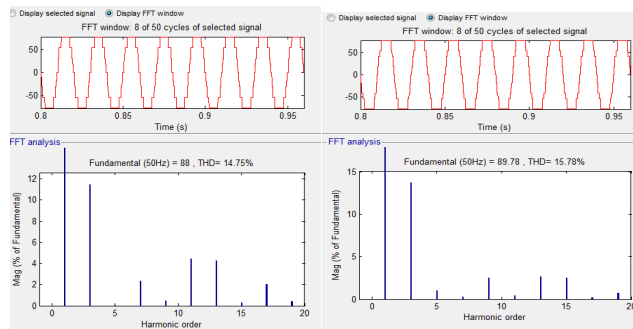 Display selected signal Display FFT window
FFT window: 8 of 50 cycles of selected signal
50
0
-50
0.8 0.85 0.9 0.95
Time (s)
FFT analysis
Fundamental (50Hz) = 88 , THD= 14.75%
12
10
8
6
4
2
0
Mag (% of Fundamental)
0 5 10 15 20
Harmonic order
Display selected signal Display FFT window
FFT window: 8 of 50 cycles of selected signal
50
0
-50
0.8 0.85 0.9 0.95
Time (s)
FFT analysis
Fundamental (50Hz) = 89.78 , THD= 15.78%
15
10
5
0
Mag (% of Fundamental)
0 5 10 15 20
Harmonic order